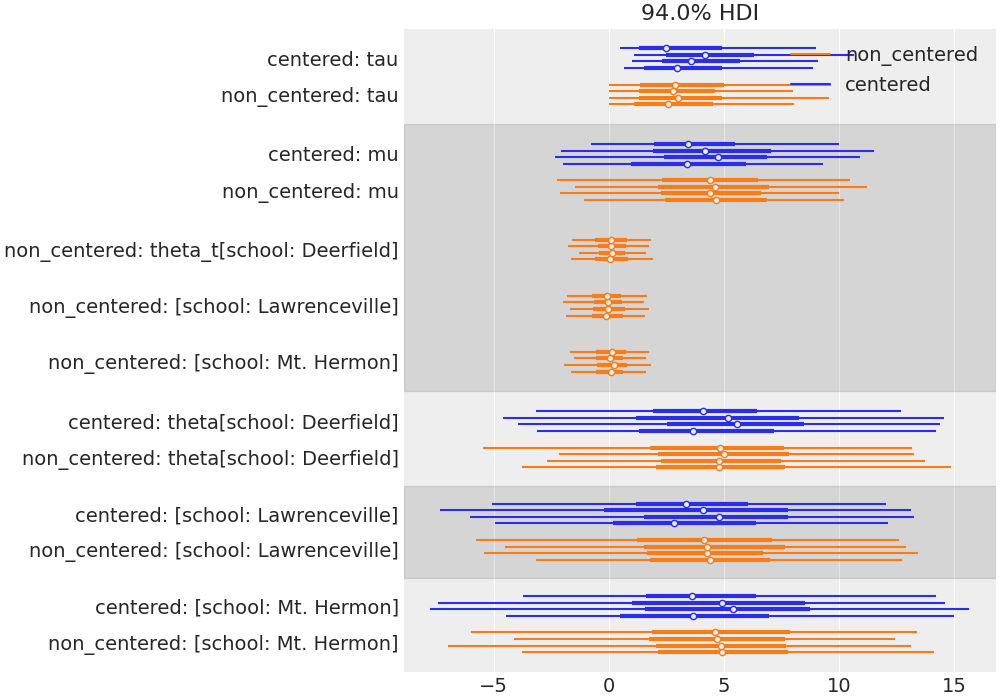 94.0% HDI
centered: tau
non_centered: tau
non_centered
centered
centered: mu
non_centered: mu
non_centered: theta_t[school: Deerfield]
non_centered: [school: Lawrenceville]
non_centered: [school: Mt. Hermon]
centered: theta[school: Deerfield]
non_centered: theta[school: Deerfield]
centered: [school: Lawrenceville]
non_centered: [school: Lawrenceville]
centered: [school: Mt. Hermon]
non_centered: [school: Mt. Hermon]
−5 0 5 10 15